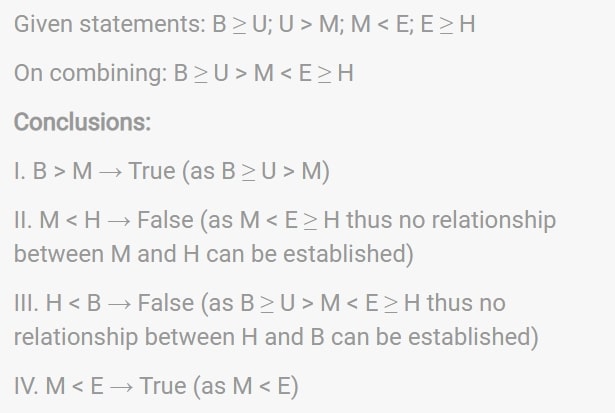 Given statements: B ≥ U; U > M; M < E; E ≥ H
On combining: B ≥ U > M < E ≥ H
Conclusions:
I. B > M → True (as B ≥ U > M)
II. M < H → False (as M < E ≥ H thus no relationship
between M and H can be established)
III. H < B → False (as B ≥ U > M < E ≥ H thus no
relationship between H and B can be established)
IV. M < E → True (as M < E)